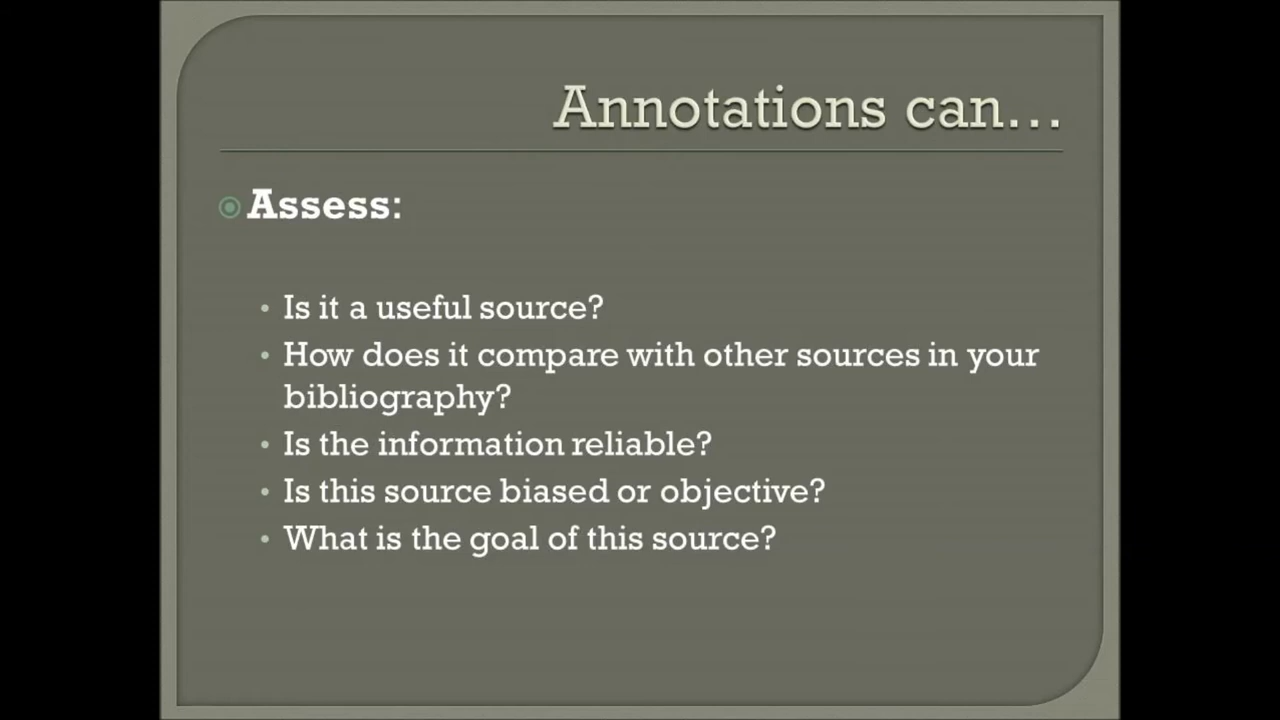 Annotations can...
Assess:
Is it a useful source?
How does it compare with other sources in your
bibliography?
Is the information reliable?
Is this source biased or objective?
What is the goal of this source?